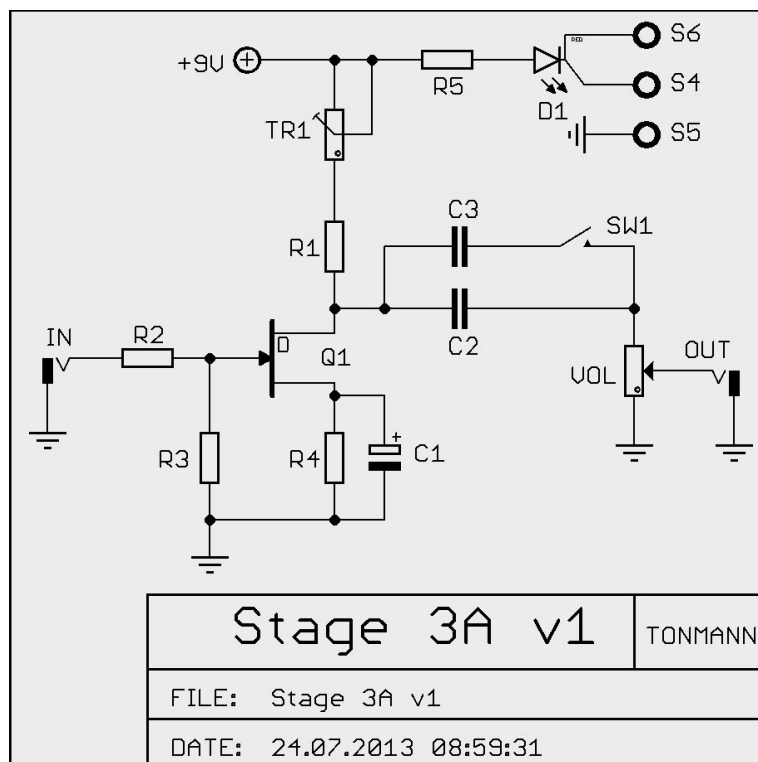 S6
RED
+9V
R5
S4
D1
TR1
S5
C3
SW1
R1
IN
R2
D
Q1
C2
OUT
VOL
R3
R4
+
C1
Stage 3A v1
TONMANN
FILE: Stage 3A v1
DATE: 24.07.2013 08:59:31